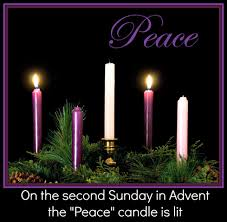 Peace
On the second Sunday in Advent
the "Peace" candle is lit